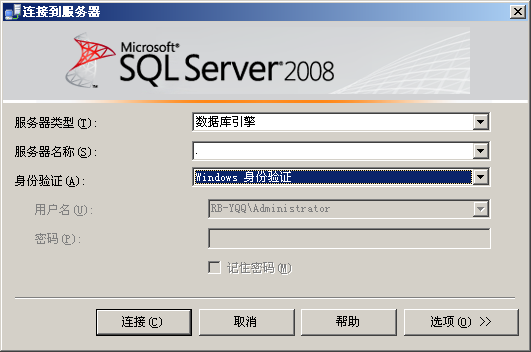 连接到服务器
Microsoft®
SQL Server® 2008
服务器类型(T): 数据库引擎
服务器名称(S): .
身份验证(A): Windows 身份验证
用户名(U): RB-YQQ\Administrator
密码(P):
记住密码(M)
连接(C) 取消 帮助 选项(O) >>